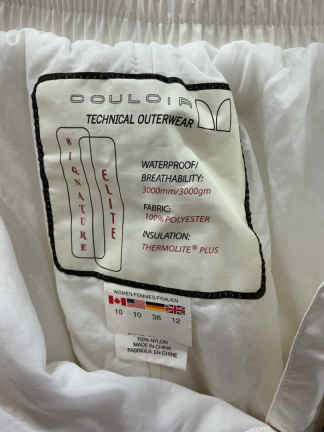 COULOIR
TECHNICAL OUTERWEAR
SIGNATURE
ELITE
WATERPROOF/
BREATHABILITY:
3000mm/3000gm
FABRIC:
100% POLYESTER
INSULATION:
THERMOLITE® PLUS
WOMEN/FEMMES/FRAUEN
10 10 36 12
100% NYLON
MADE IN CHINA
FABRIQUÉ EN CHINE